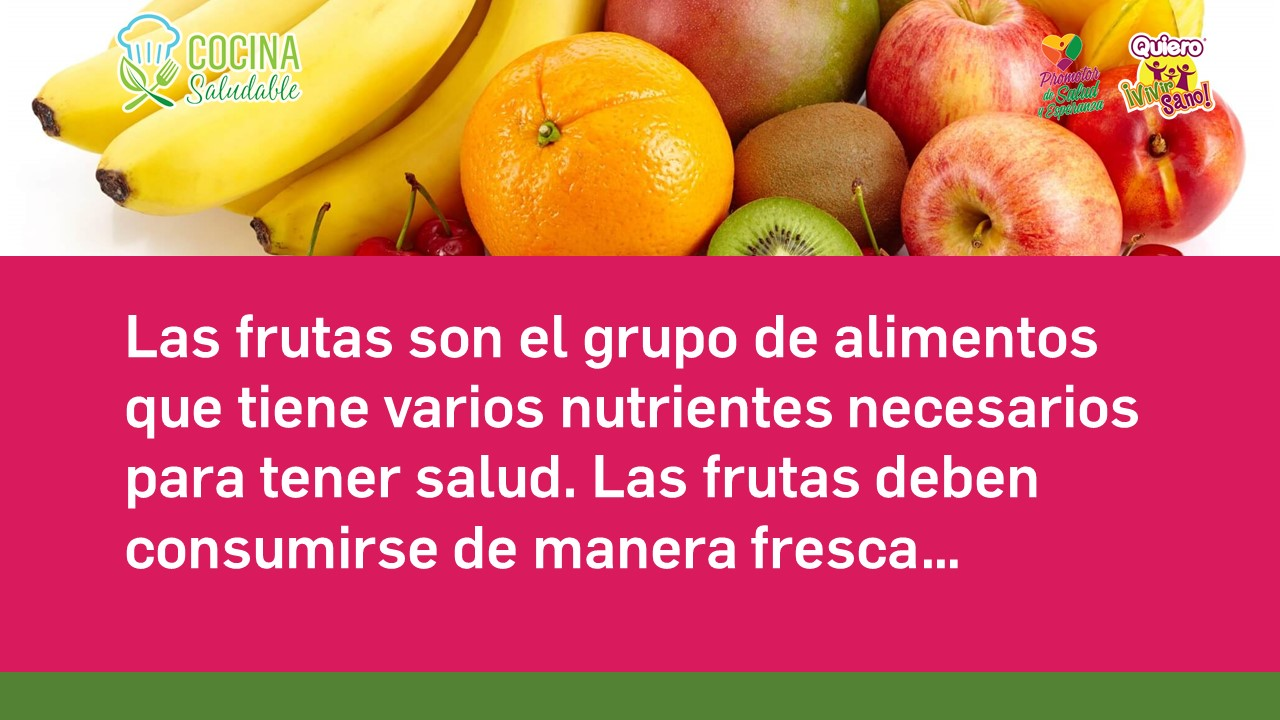 COCINA
Saludable
Promotor
de Salud
y Esperanza
Quiero
¡Vivir
Sano!
Las frutas son el grupo de alimentos
que tiene varios nutrientes necesarios
para tener salud. Las frutas deben
consumirse de manera fresca...